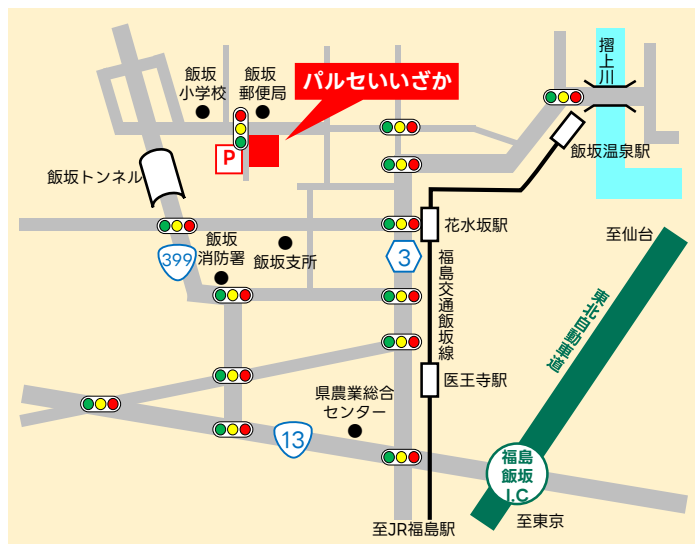 飯坂
小学校
飯坂
郵便局
パルセいいざか
摺上川
P
飯坂トンネル
飯坂温泉駅
花水坂駅
至仙台
飯坂
消防署
飯坂支所
399
3
福島交通飯坂線
東北自動車道
医王寺駅
県農業総合
センター
13
福島
飯坂
I.C
至東京
至JR福島駅